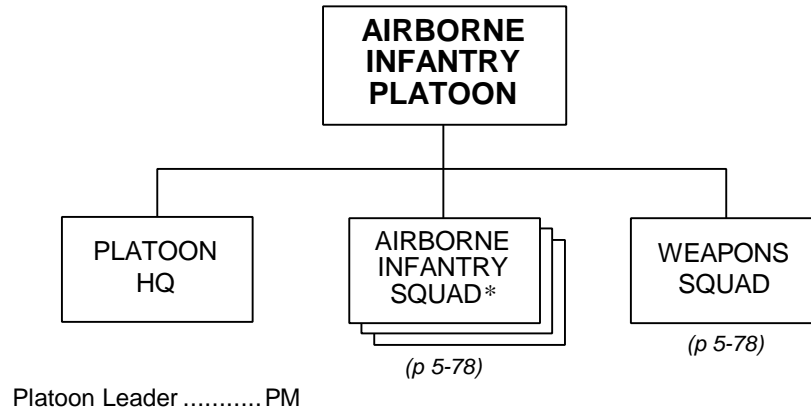 AIRBORNE
INFANTRY
PLATOON
PLATOON
HQ
AIRBORNE
INFANTRY
SQUAD*
(p 5-78)
WEAPONS
SQUAD
(p 5-78)
Platoon Leader ........... PM